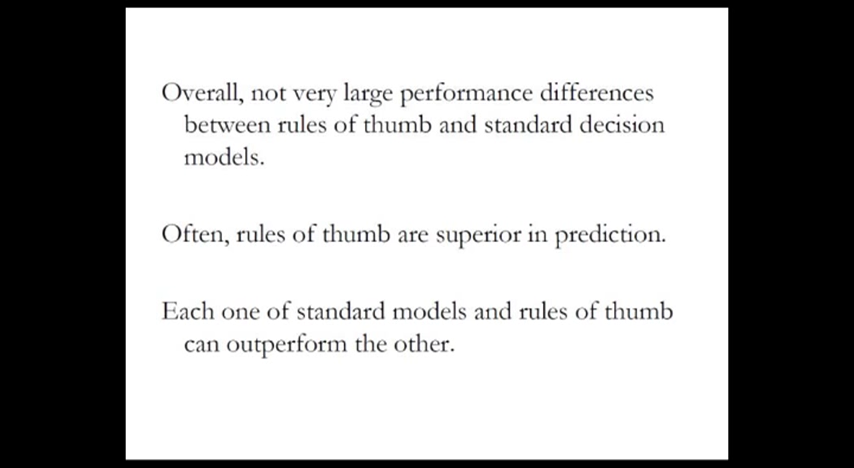 Overall, not very large performance differences
between rules of thumb and standard decision
models.
Often, rules of thumb are superior in prediction.
Each one of standard models and rules of thumb
can outperform the other.